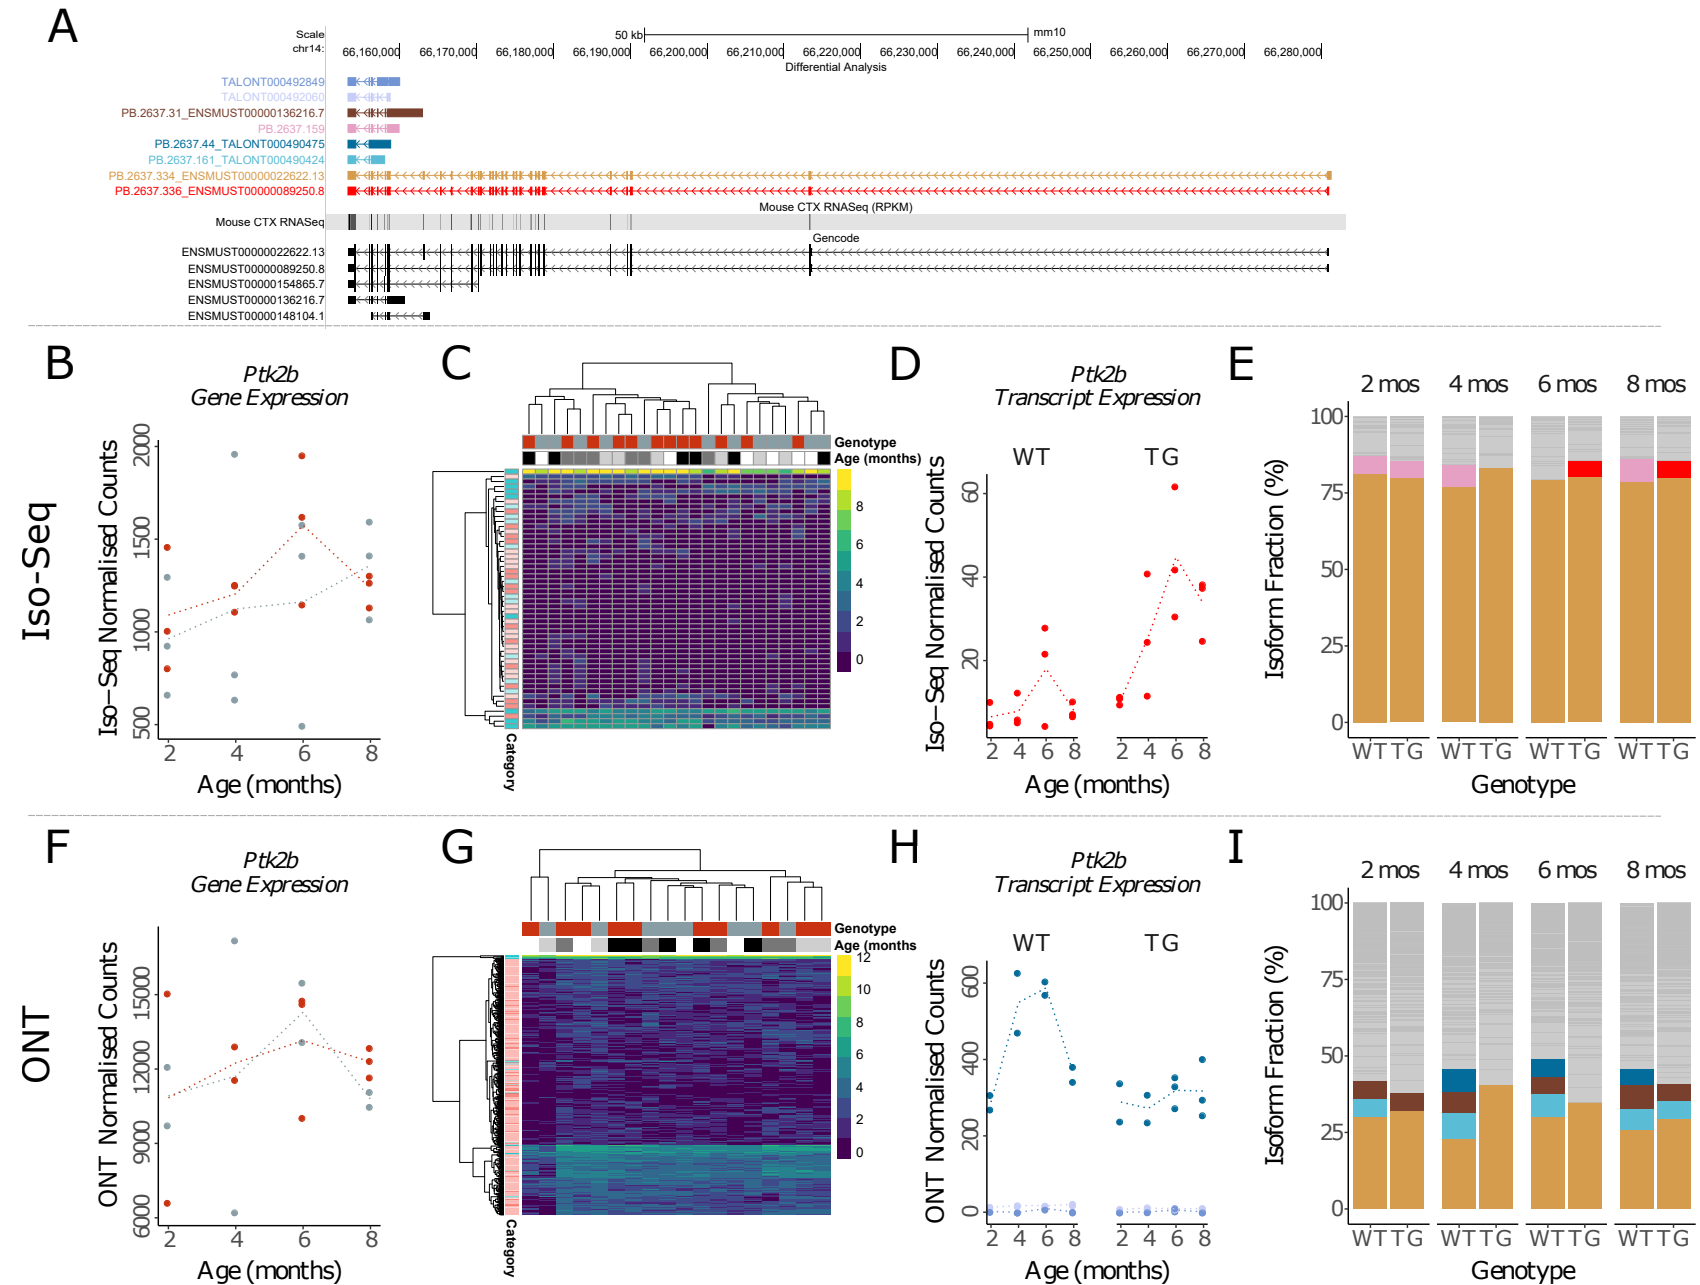 A
Scale 50 kb mm10
chr14: 66,160,000 66,170,000 66,180,000 66,190,000 66,200,000 66,210,000 66,220,000 66,230,000 66,240,000 66,250,000 66,260,000 66,270,000 66,280,000
Differential Analysis
TALONT000492849
TALONT000492060
PB.2637.31_ENSMUST00000136216.7
PB.2637.159
PB.2637.44_TALONT000490475
PB.2637.161_TALONT000490424
PB.2637.334_ENSMUST00000022622.13
PB.2637.336_ENSMUST00000089250.8
Mouse CTX RNASeq (RPKM)
Mouse CTX RNASeq
Gencode
ENSMUST00000022622.13
ENSMUST00000089250.8
ENSMUST00000154865.7
ENSMUST00000136216.7
ENSMUST00000148104.1
Iso-Seq
B
Ptk2b
Gene Expression
Iso−Seq Normalised Counts
2000
1500
1000
500
2 4 6 8
Age (months)
C
Genotype
Age (months)
8
6
4
2
0
Category
D
Ptk2b
Transcript Expression
WT TG
Iso−Seq Normalised Counts
60
40
20
2 4 6 8 2 4 6 8
Age (months)
E
2 mos 4 mos 6 mos 8 mos
Isoform Fraction (%)
100
75
50
25
0
WT TG WT TG WT TG WT TG
Genotype
ONT
F
Ptk2b
Gene Expression
ONT Normalised Counts
15000
12000
9000
6000
2 4 6 8
Age (months)
G
Genotype
Age (months
12
10
8
6
4
2
0
Category
H
Ptk2b
Transcript Expression
WT TG
ONT Normalised Counts
600
400
200
0
2 4 6 8 2 4 6 8
Age (months)
I
2 mos 4 mos 6 mos 8 mos
Isoform Fraction (%)
100
75
50
25
0
WT TG WT TG WT TG WT TG
Genotype